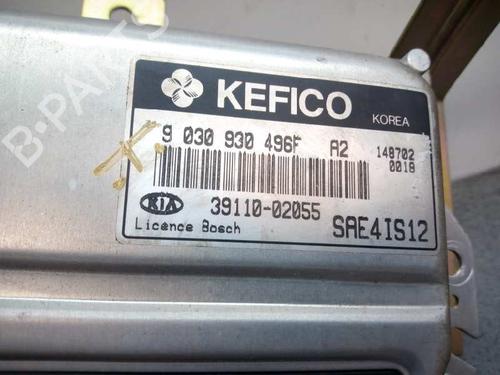 KEFICO
KOREA
9 030 930 496F A2
148702
0018
KIA
39110-02055
Licence Bosch
SAE4IS12
B-PARTS